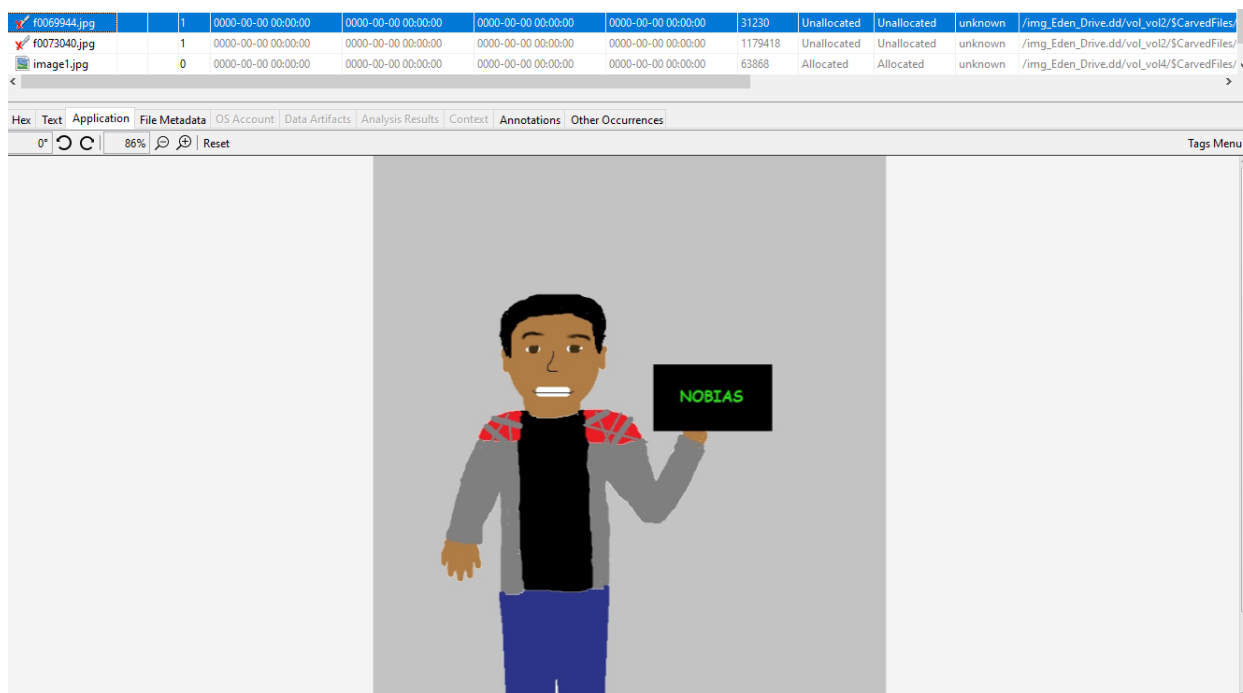 f0069944.jpg 1 0000-00-00 00:00:00 0000-00-00 00:00:00 0000-00-00 00:00:00 0000-00-00 00:00:00 31230 Unallocated Unallocated unknown /img_Eden_Drive.dd/vol_vol2/$CarvedFiles/
f0073040.jpg 1 0000-00-00 00:00:00 0000-00-00 00:00:00 0000-00-00 00:00:00 0000-00-00 00:00:00 1179418 Unallocated Unallocated unknown /img_Eden_Drive.dd/vol_vol2/$CarvedFiles/
image1.jpg 0 0000-00-00 00:00:00 0000-00-00 00:00:00 0000-00-00 00:00:00 0000-00-00 00:00:00 63868 Allocated Allocated unknown /img_Eden_Drive.dd/vol_vol4/$CarvedFiles/
Hex Text Application File Metadata OS Account Data Artifacts Analysis Results Context Annotations Other Occurrences
0° 86% Reset Tags Menu
NOBIAS